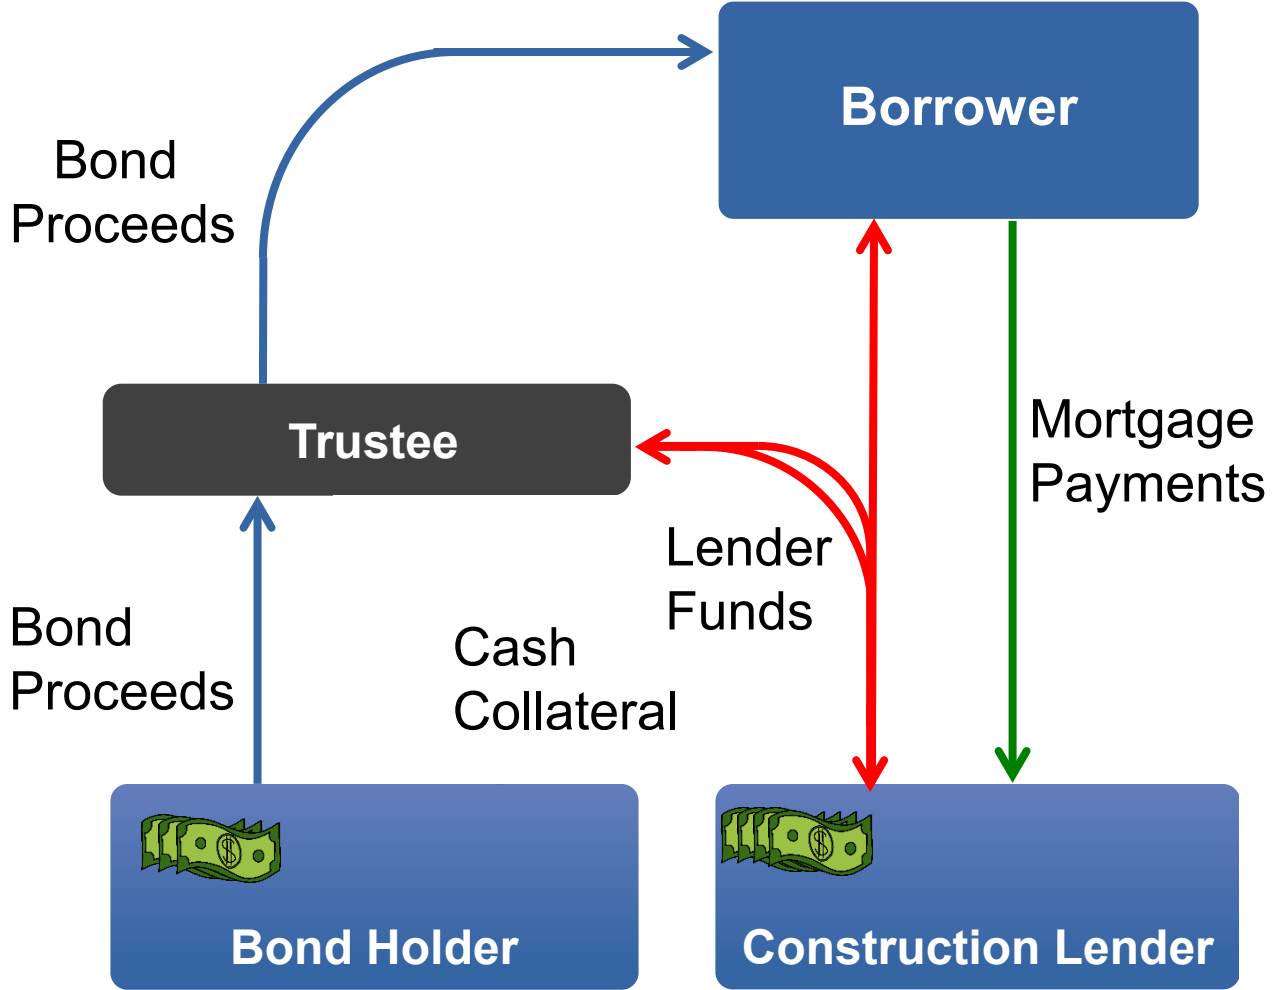 Borrower
Bond
Proceeds
Trustee
Mortgage
Payments
Lender
Funds
Bond
Proceeds
Cash
Collateral
Bond Holder
Construction Lender